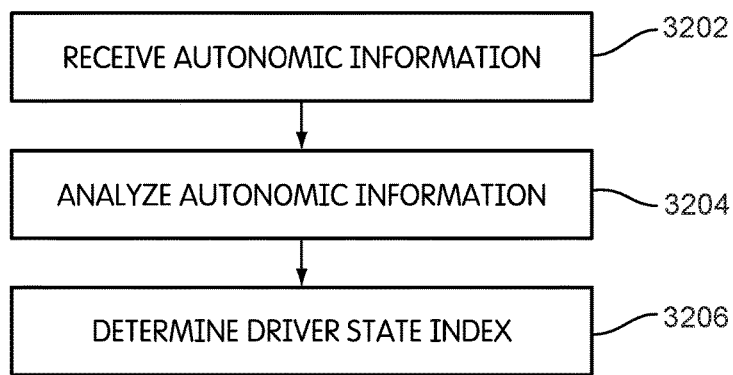 RECEIVE AUTONOMIC INFORMATION
3202
ANALYZE AUTONOMIC INFORMATION
3204
DETERMINE DRIVER STATE INDEX
3206